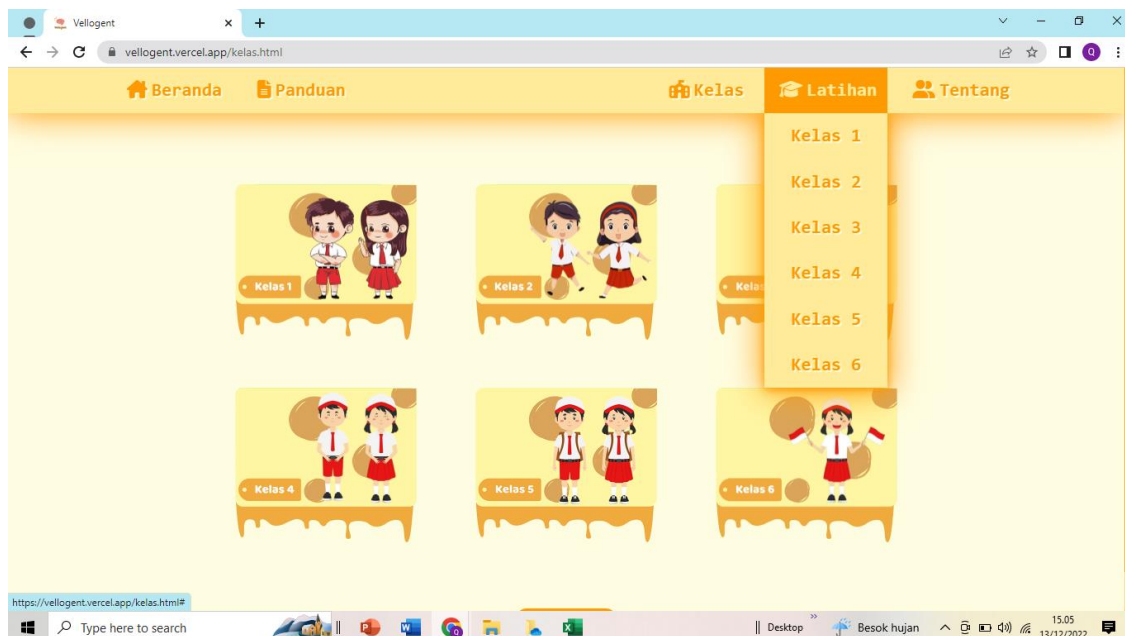 Vellogent
vellogent.vercel.app/kelas.html
Q
Beranda Panduan Kelas Latihan Tentang
Kelas 1
Kelas 2
Kelas 3
Kelas 4
Kelas 5
Kelas 6
Kelas 1 Kelas 2 Kelas
Kelas 4 Kelas 5 Kelas 6
https://vellogent.vercel.app/kelas.html#
Type here to search Desktop Besok hujan 15.05
13/12/2022